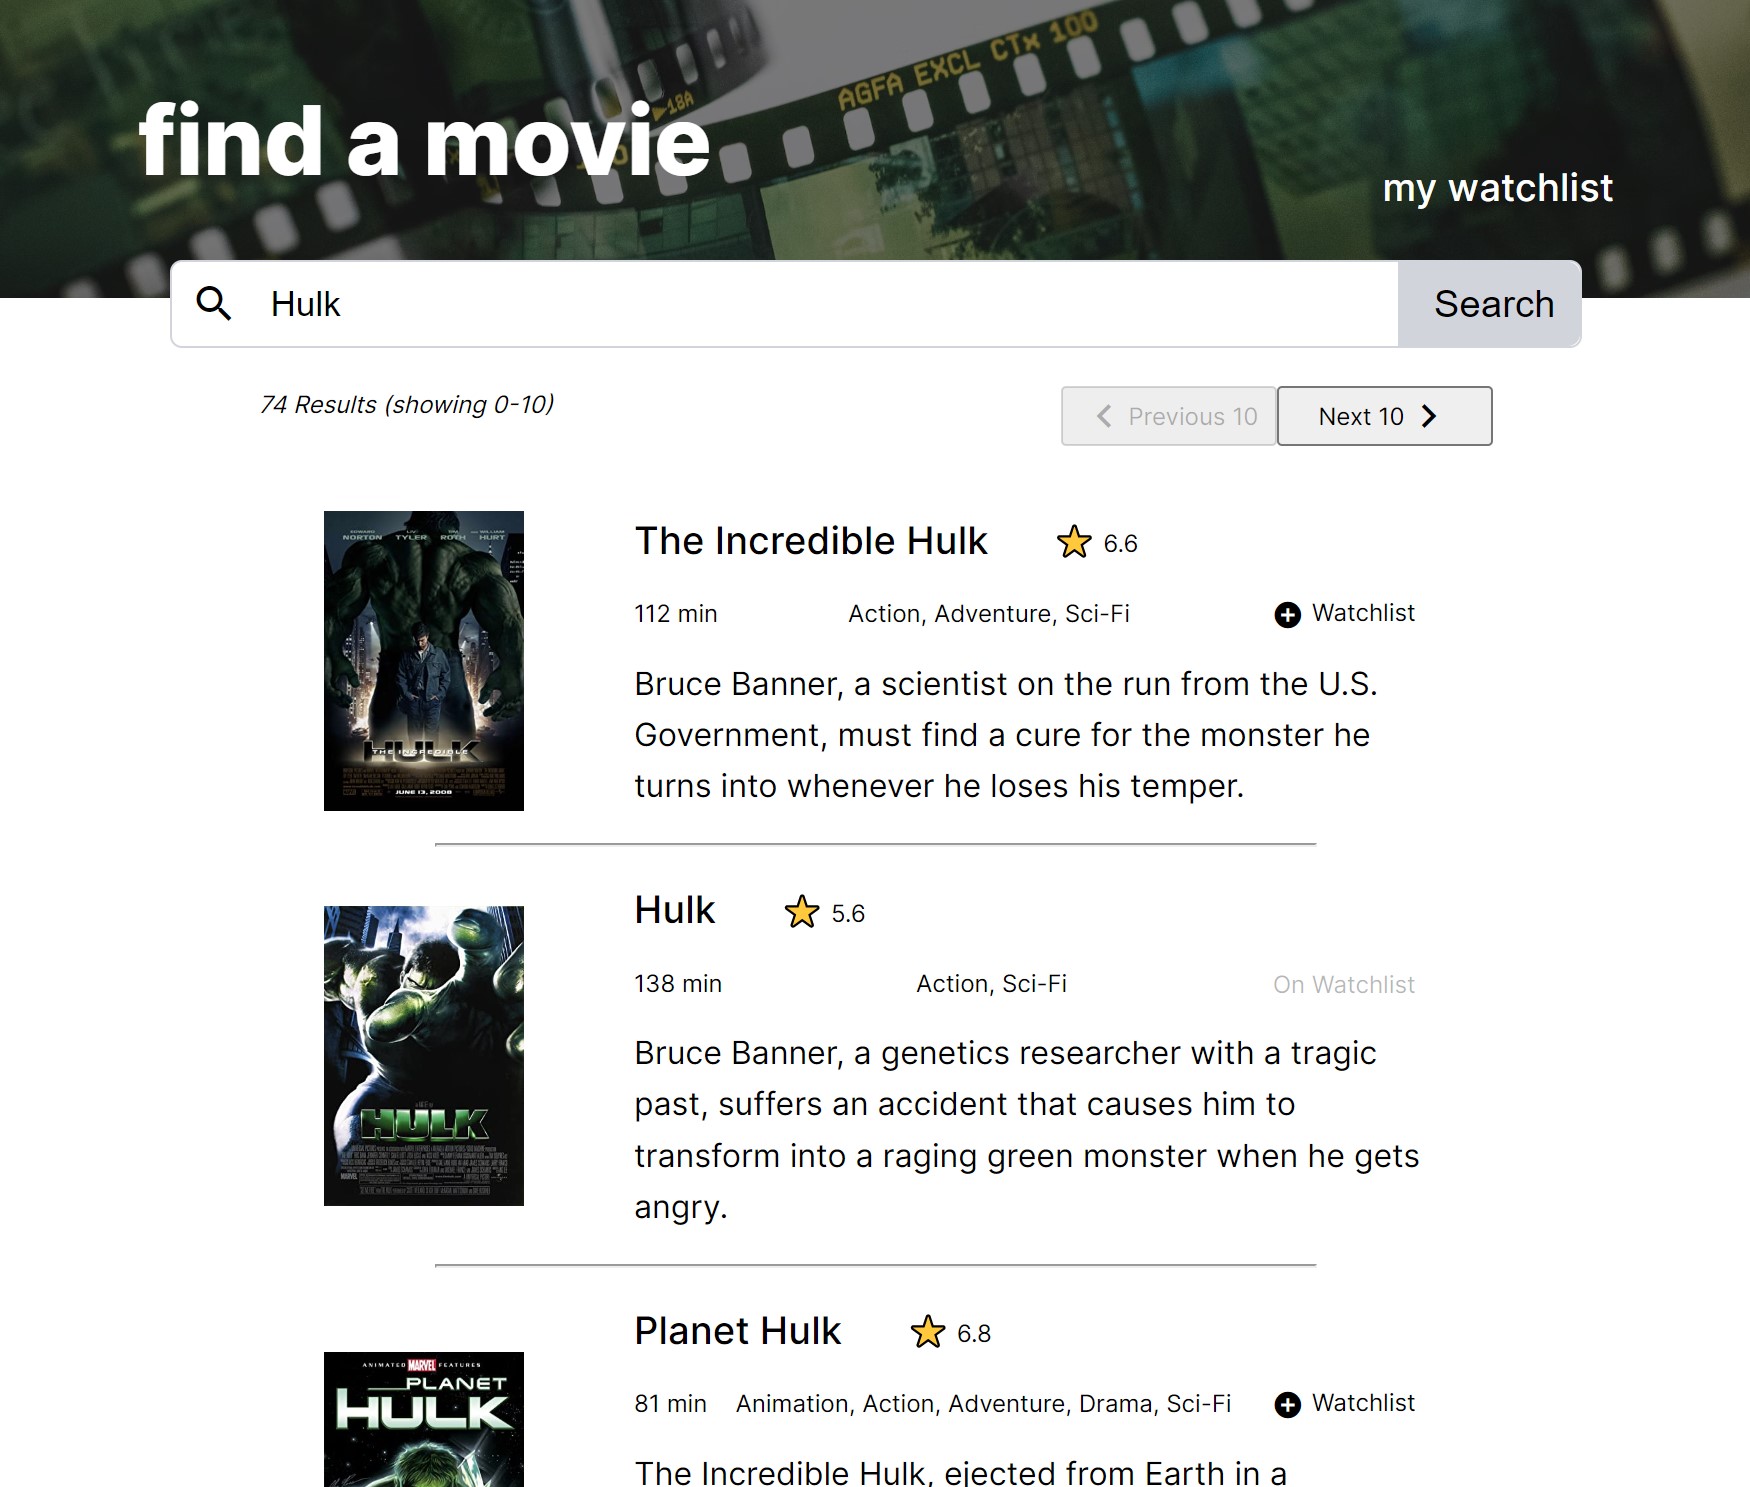 AGFA EXCL CTx 100
18A
find a movie
my watchlist
Hulk
Search
74 Results (showing 0-10)
Previous 10
Next 10
NORTON TYLER ROTH HURT
THE INCREDIBLE
HULK
JUNE 13, 2008
The Incredible Hulk
6.6
112 min
Action, Adventure, Sci-Fi
Watchlist
Bruce Banner, a scientist on the run from the U.S.
Government, must find a cure for the monster he
turns into whenever he loses his temper.
HULK
Hulk
5.6
138 min
Action, Sci-Fi
On Watchlist
Bruce Banner, a genetics researcher with a tragic
past, suffers an accident that causes him to
transform into a raging green monster when he gets
angry.
ANIMATED MARVEL FEATURES
PLANET
HULK
Planet Hulk
6.8
81 min
Animation, Action, Adventure, Drama, Sci-Fi
Watchlist
The Incredible Hulk, ejected from Earth in a